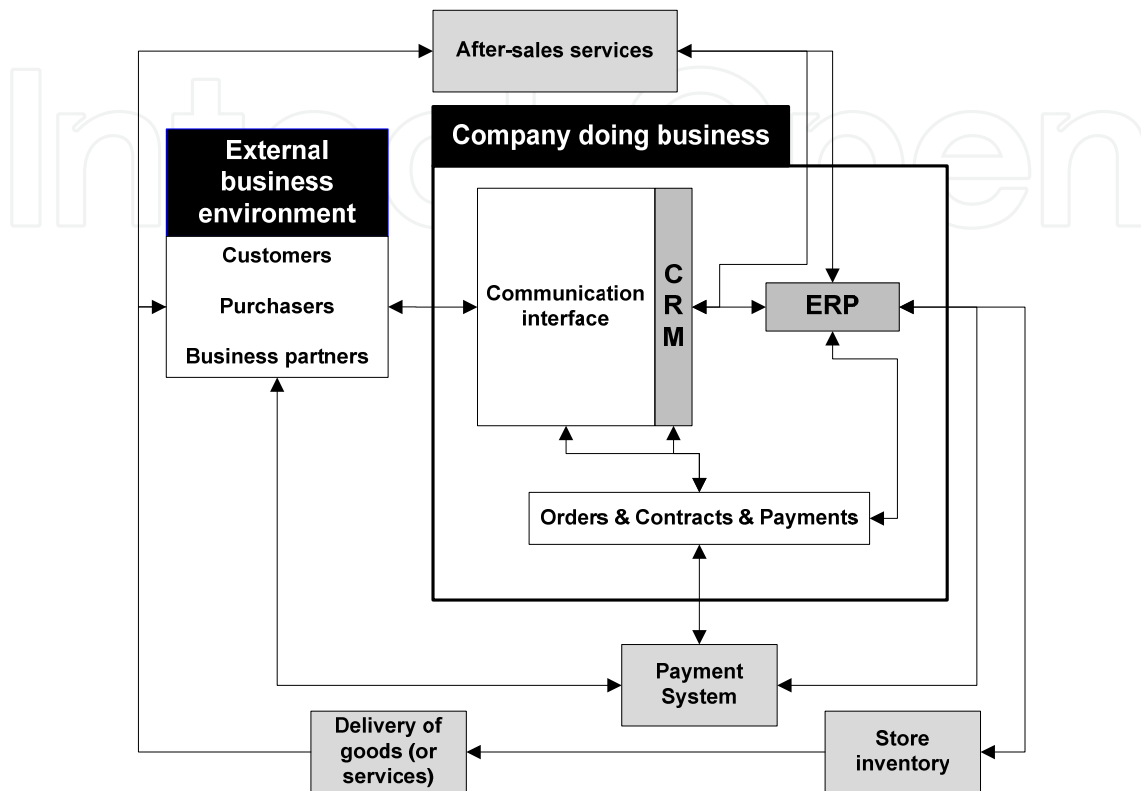 After-sales services
Company doing business
External
business
environment
Customers
Purchasers
Business partners
Communication
interface
C
R
M
ERP
Orders & Contracts & Payments
Payment
System
Delivery of
goods (or
services)
Store
inventory